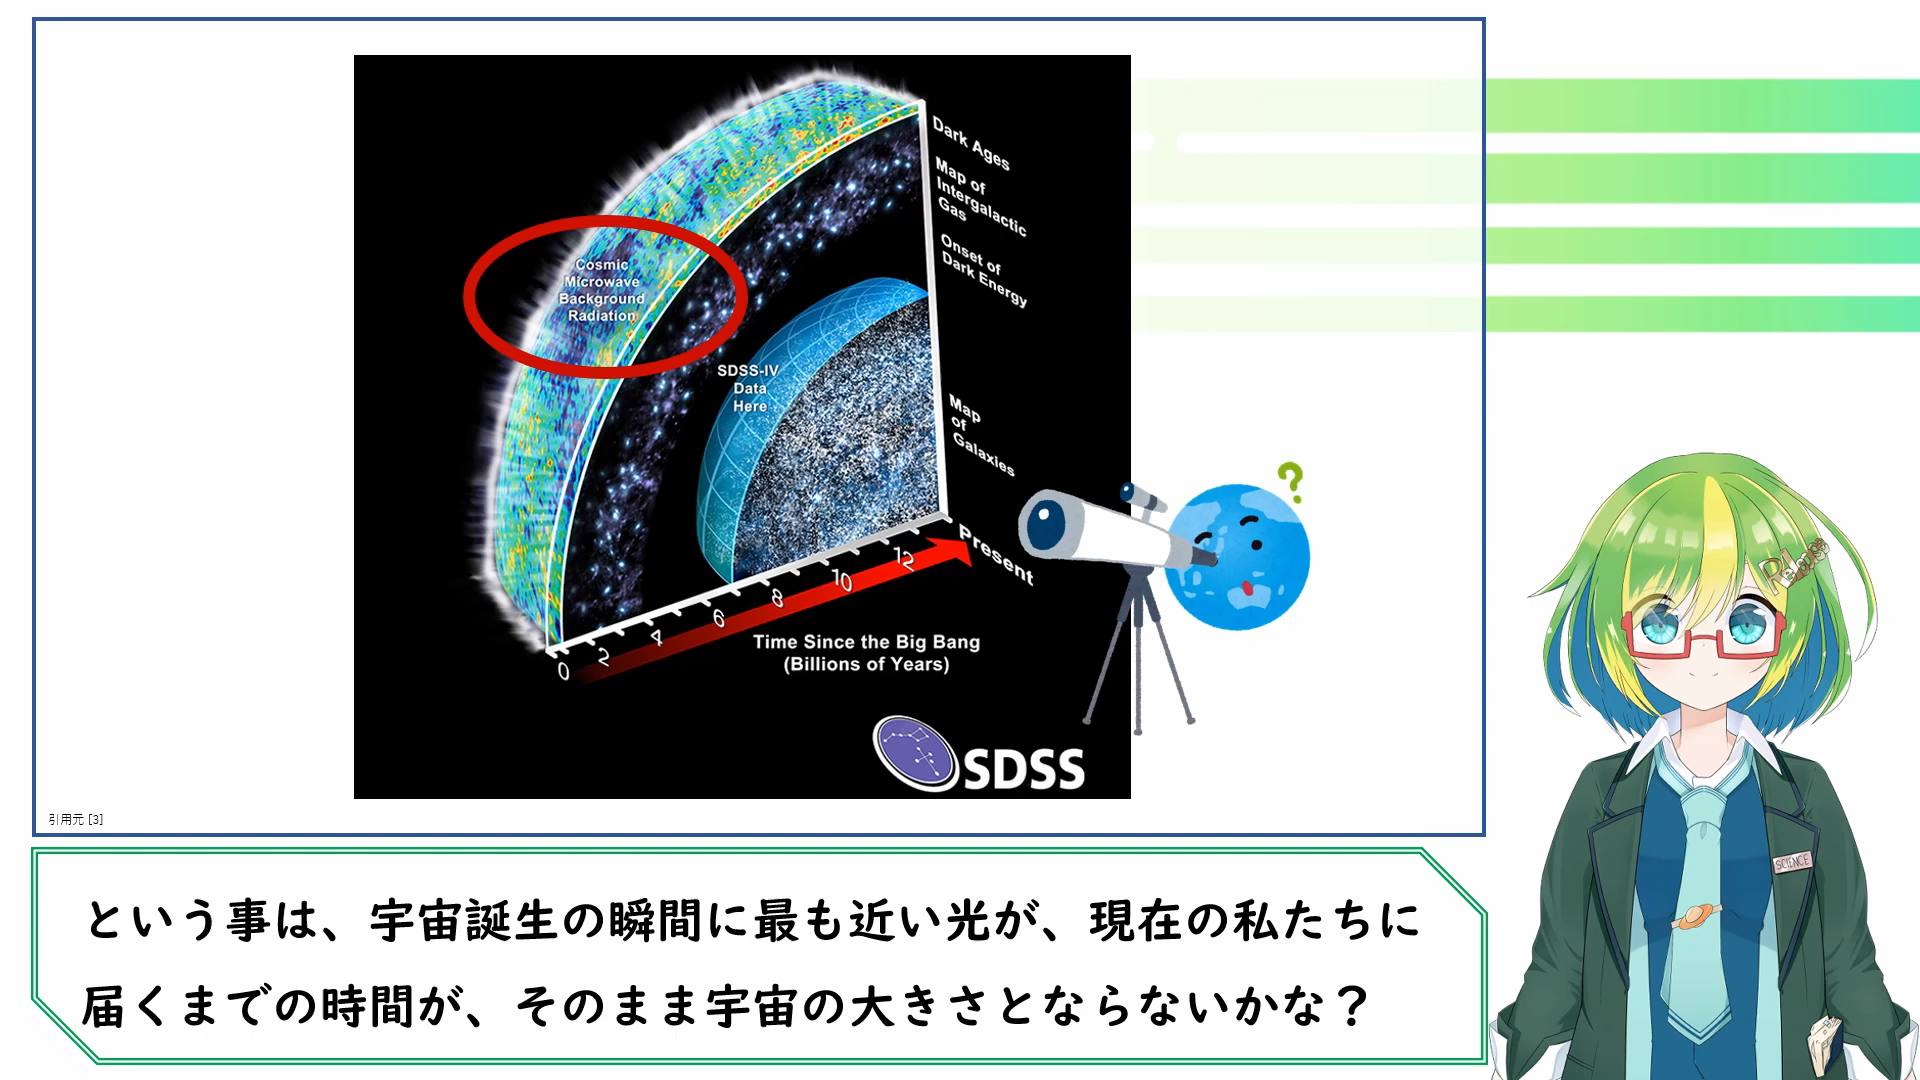 Dark Ages
Map of
Intergalactic
Gas
Onset of
Dark Energy
Cosmic
Microwave
Background
Radiation
SDSS-IV
Data
Here
Map
of
Galaxies
Present
0 2 4 6 8 10 12
Time Since the Big Bang
(Billions of Years)
SDSS
?
引用元 [3]
Relause
SCIENCE
という事は、宇宙誕生の瞬間に最も近い光が、現在の私たちに
届くまでの時間が、そのまま宇宙の大きさとならないかな？